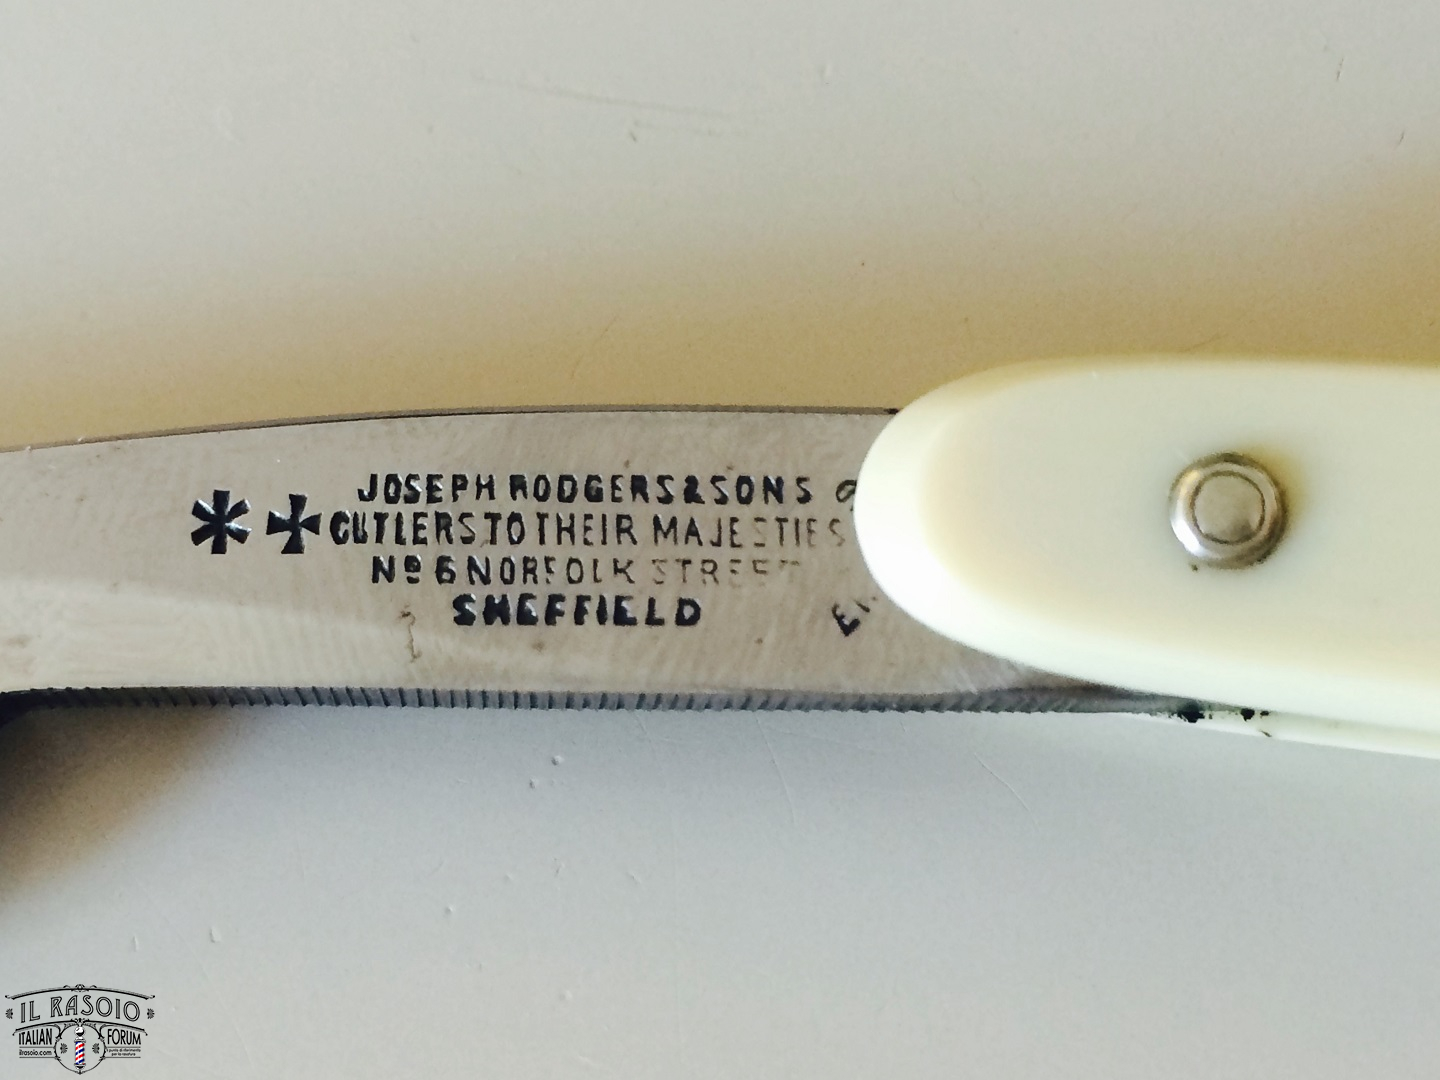 JOSEPH RODGERS & SONS
CUTLERS TO THEIR MAJESTIES
No 6 NORFOLK STREET
SHEFFIELD
IL RASOIO
ITALIAN FORUM
ilrasoio.com